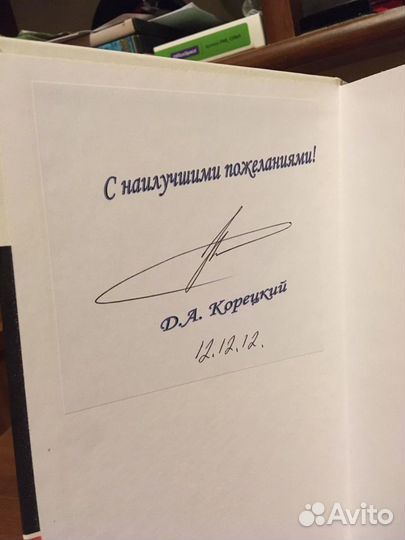 С наилучшими пожеланиями!
Д.А. Корецкий
12.12.12.
Avito